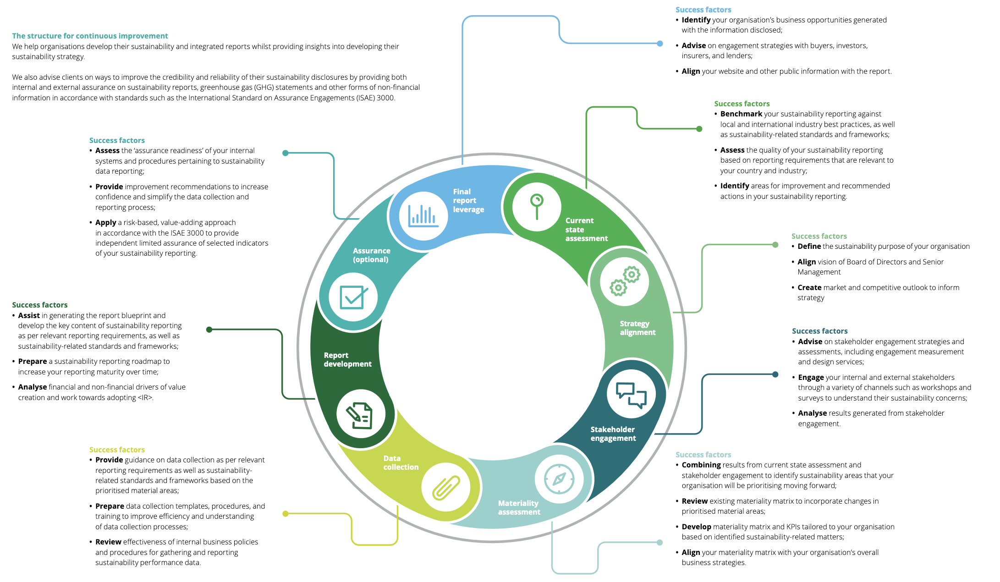 The structure for continuous improvement
We help organisations develop their sustainability and integrated reports whilst providing insights into developing their
sustainability strategy.
We also advise clients on ways to improve the credibility and reliability of their sustainability disclosures by providing both
internal and external assurance on sustainability reports, greenhouse gas (GHG) statements and other forms of non-financial
information in accordance with standards such as the International Standard on Assurance Engagements (ISAE) 3000.
Success factors
• Identify your organisation’s business opportunities generated
with the information disclosed;
• Advise on engagement strategies with buyers, investors,
insurers, and lenders;
• Align your website and other public information with the report.
Success factors
• Benchmark your sustainability reporting against
local and international industry best practices, as well
as sustainability-related standards and frameworks;
• Assess the quality of your sustainability reporting
based on reporting requirements that are relevant to
your country and industry;
• Identify areas for improvement and recommended
actions in your sustainability reporting.
Success factors
• Define the sustainability purpose of your organisation
• Align vision of Board of Directors and Senior
Management
• Create market and competitive outlook to inform
strategy
Success factors
• Advise on stakeholder engagement strategies and
assessments, including engagement measurement
and design services;
• Engage your internal and external stakeholders
through a variety of channels such as workshops and
surveys to understand their sustainability concerns;
• Analyse results generated from stakeholder
engagement.
Success factors
• Combining results from current state assessment and
stakeholder engagement to identify sustainability areas that your
organisation will be prioritising moving forward;
• Review existing materiality matrix to incorporate changes in
prioritised material areas;
• Develop materiality matrix and KPIs tailored to your organisation
based on identified sustainability-related matters;
• Align your materiality matrix with your organisation’s overall
business strategies.
Success factors
• Provide guidance on data collection as per relevant
reporting requirements as well as sustainability-
related standards and frameworks based on the
prioritised material areas;
• Prepare data collection templates, procedures, and
training to improve efficiency and understanding
of data collection processes;
• Review effectiveness of internal business policies
and procedures for gathering and reporting
sustainability performance data.
Success factors
• Assist in generating the report blueprint and
develop the key content of sustainability reporting
as per relevant reporting requirements, as well as
sustainability-related standards and frameworks;
• Prepare a sustainability reporting roadmap to
increase your reporting maturity over time;
• Analyse financial and non-financial drivers of value
creation and work towards adopting <IR>.
Success factors
• Assess the ‘assurance readiness’ of your internal
systems and procedures pertaining to sustainability
data reporting;
• Provide improvement recommendations to increase
confidence and simplify the data collection and
reporting process;
• Apply a risk-based, value-adding approach
in accordance with the ISAE 3000 to provide
independent limited assurance of selected indicators
of your sustainability reporting.
Final
report
leverage
Current
state
assessment
Strategy
alignment
Stakeholder
engagement
Materiality
assessment
Data
collection
Report
development
Assurance
(optional)